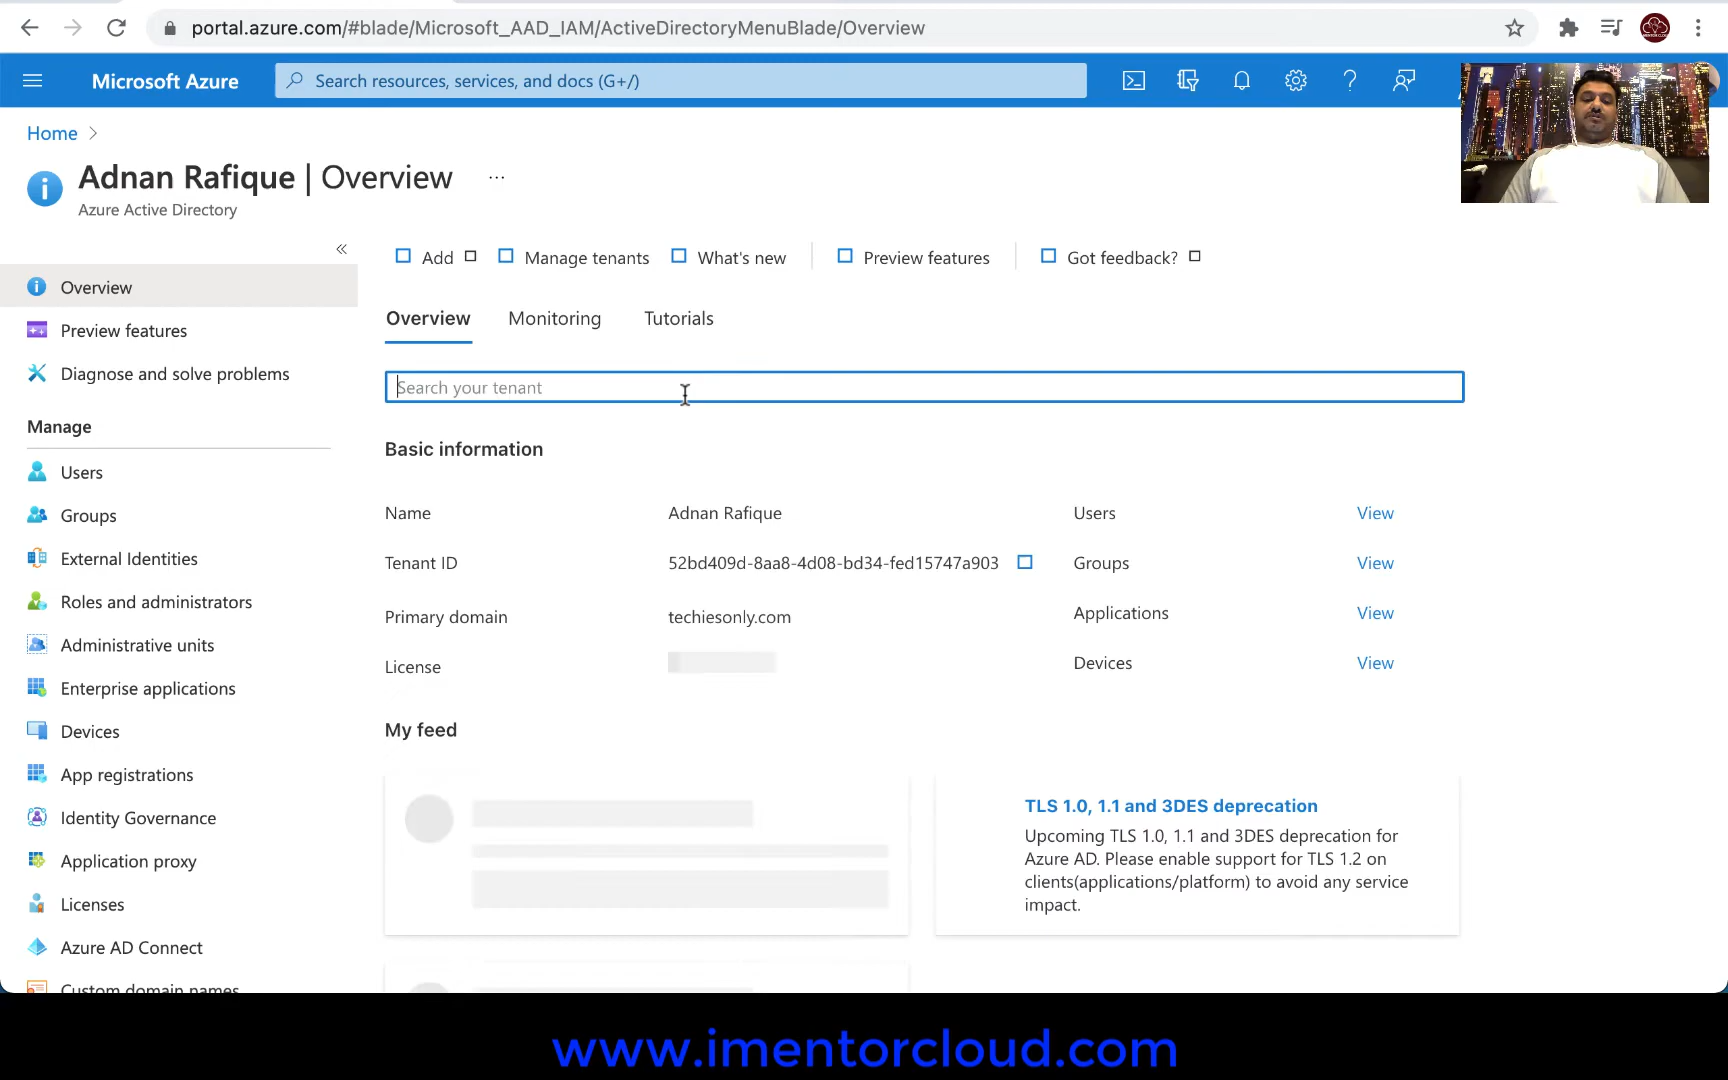 portal.azure.com/#blade/Microsoft_AAD_IAM/ActiveDirectoryMenuBlade/Overview
Microsoft Azure
Search resources, services, and docs (G+/)
Home
Adnan Rafique | Overview ...
Azure Active Directory
Add
Manage tenants
What's new
Preview features
Got feedback?
Overview
Preview features
Diagnose and solve problems
Manage
Users
Groups
External Identities
Roles and administrators
Administrative units
Enterprise applications
Devices
App registrations
Identity Governance
Application proxy
Licenses
Azure AD Connect
Custom domain names
Overview
Monitoring
Tutorials
Search your tenant
Basic information
Name Adnan Rafique
Tenant ID 52bd409d-8aa8-4d08-bd34-fed15747a903
Primary domain techiesonly.com
License
Users View
Groups View
Applications View
Devices View
My feed
TLS 1.0, 1.1 and 3DES deprecation
Upcoming TLS 1.0, 1.1 and 3DES deprecation for
Azure AD. Please enable support for TLS 1.2 on
clients(applications/platform) to avoid any service
impact.
www.imentorcloud.com